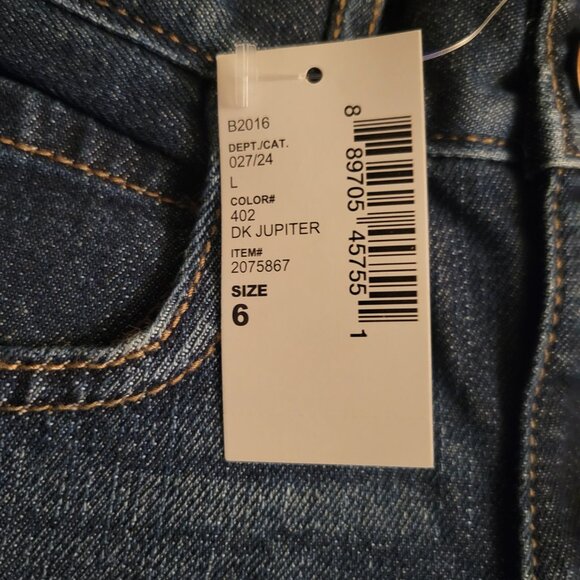 B2016
DEPT./CAT.
027/24
L
COLOR#
402
DK JUPITER
ITEM#
2075867
SIZE
6
8 89705 45755 1